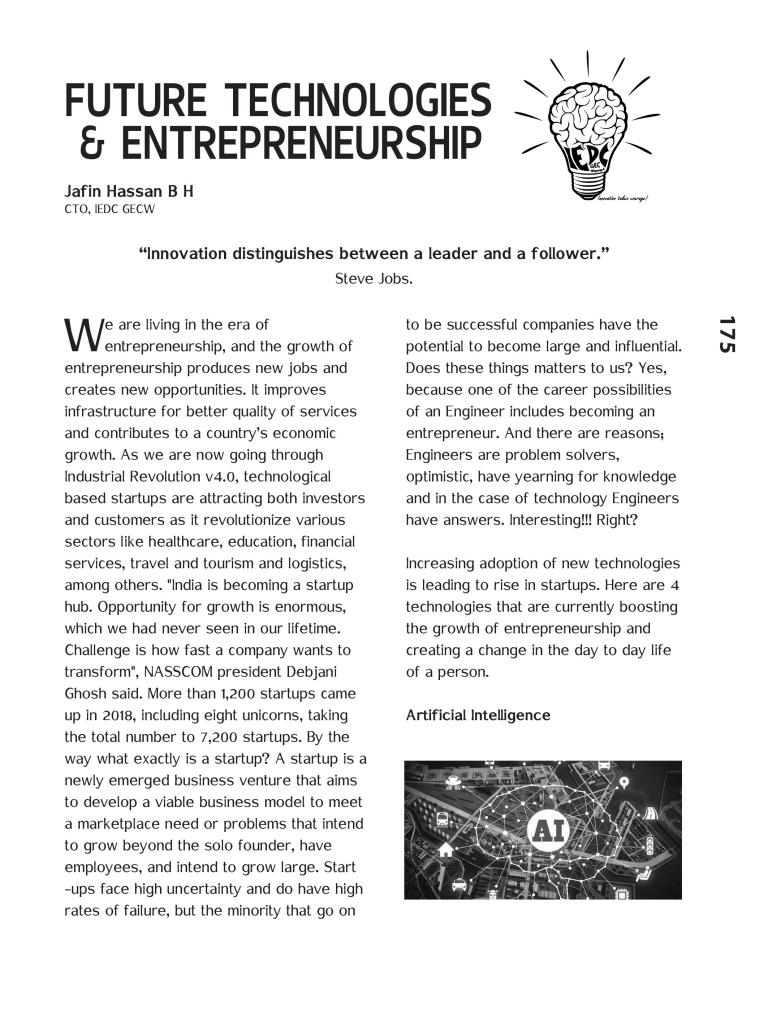 FUTURE TECHNOLOGIES
& ENTREPRENEURSHIP
IEDC
GEC
Innovation takes courage!
Jafin Hassan B H
CTO, IEDC GECW
“Innovation distinguishes between a leader and a follower.”
Steve Jobs.
We are living in the era of
entrepreneurship, and the growth of
entrepreneurship produces new jobs and
creates new opportunities. It improves
infrastructure for better quality of services
and contributes to a country’s economic
growth. As we are now going through
Industrial Revolution v4.0, technological
based startups are attracting both investors
and customers as it revolutionize various
sectors like healthcare, education, financial
services, travel and tourism and logistics,
among others. "India is becoming a startup
hub. Opportunity for growth is enormous,
which we had never seen in our lifetime.
Challenge is how fast a company wants to
transform", NASSCOM president Debjani
Ghosh said. More than 1,200 startups came
up in 2018, including eight unicorns, taking
the total number to 7,200 startups. By the
way what exactly is a startup? A startup is a
newly emerged business venture that aims
to develop a viable business model to meet
a marketplace need or problems that intend
to grow beyond the solo founder, have
employees, and intend to grow large. Start
-ups face high uncertainty and do have high
rates of failure, but the minority that go on
to be successful companies have the
potential to become large and influential.
Does these things matters to us? Yes,
because one of the career possibilities
of an Engineer includes becoming an
entrepreneur. And there are reasons;
Engineers are problem solvers,
optimistic, have yearning for knowledge
and in the case of technology Engineers
have answers. Interesting!!! Right?
Increasing adoption of new technologies
is leading to rise in startups. Here are 4
technologies that are currently boosting
the growth of entrepreneurship and
creating a change in the day to day life
of a person.
Artificial Intelligence
AI
175